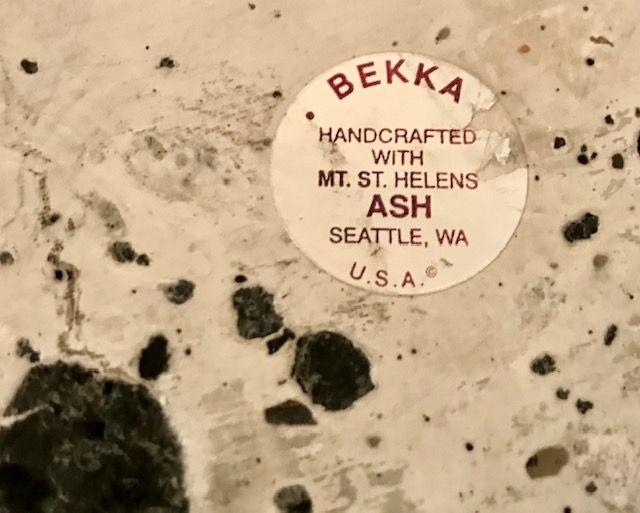 BEKKA
HANDCRAFTED
WITH
MT. ST. HELENS
ASH
SEATTLE, WA
U.S.A.©